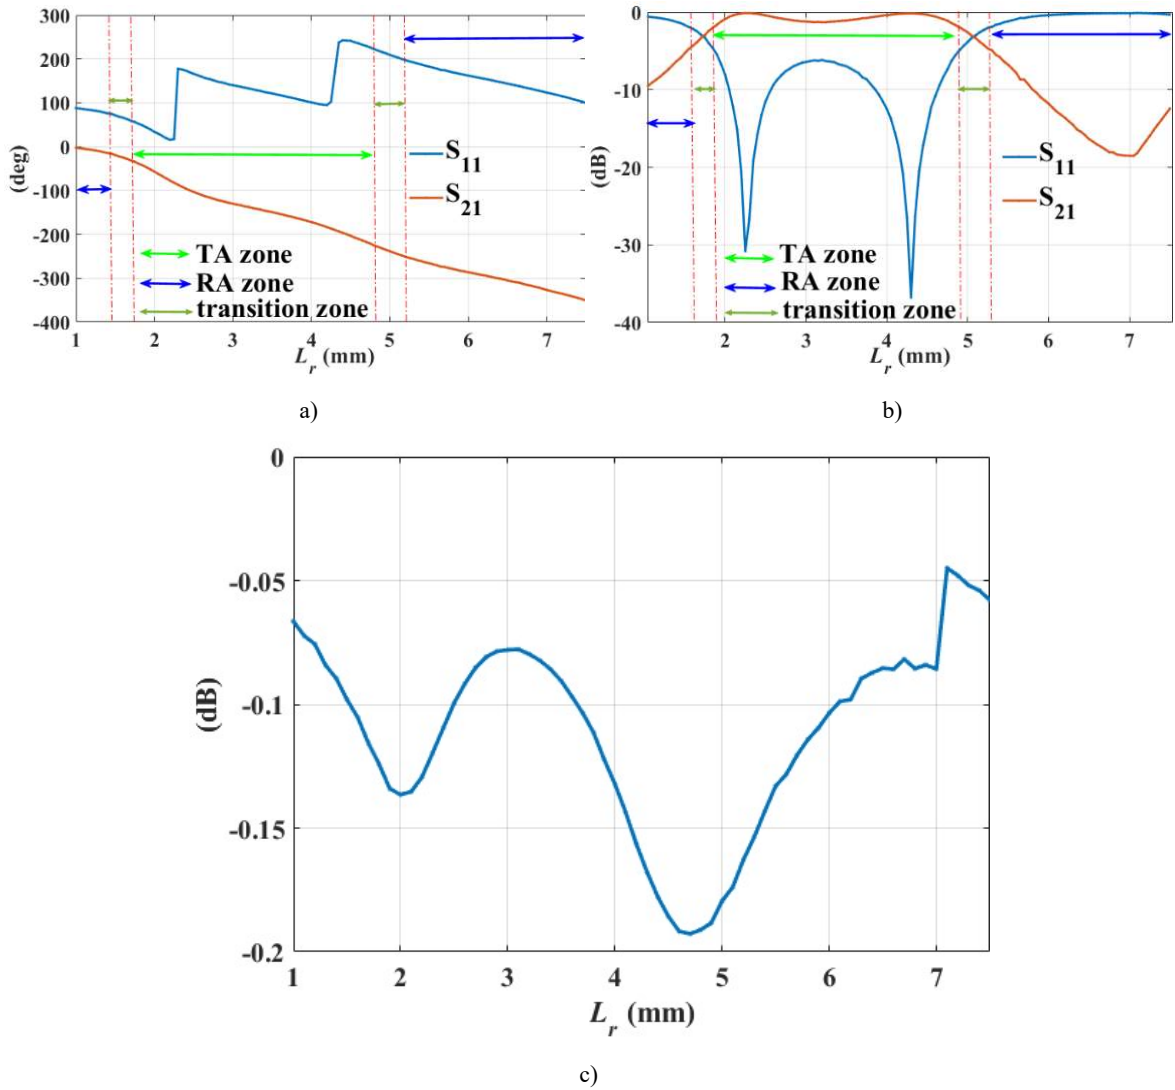 300
200
100
0
-100
-200
-300
-400
(deg)
S11
S21
TA zone
RA zone
transition zone
1 2 3 4 5 6 7
Lr (mm)
a)
0
-10
-20
-30
-40
(dB)
S11
S21
TA zone
RA zone
transition zone
2 3 4 5 6 7
Lr (mm)
b)
0
-0.05
-0.1
-0.15
-0.2
(dB)
1 2 3 4 5 6 7
Lr (mm)
c)